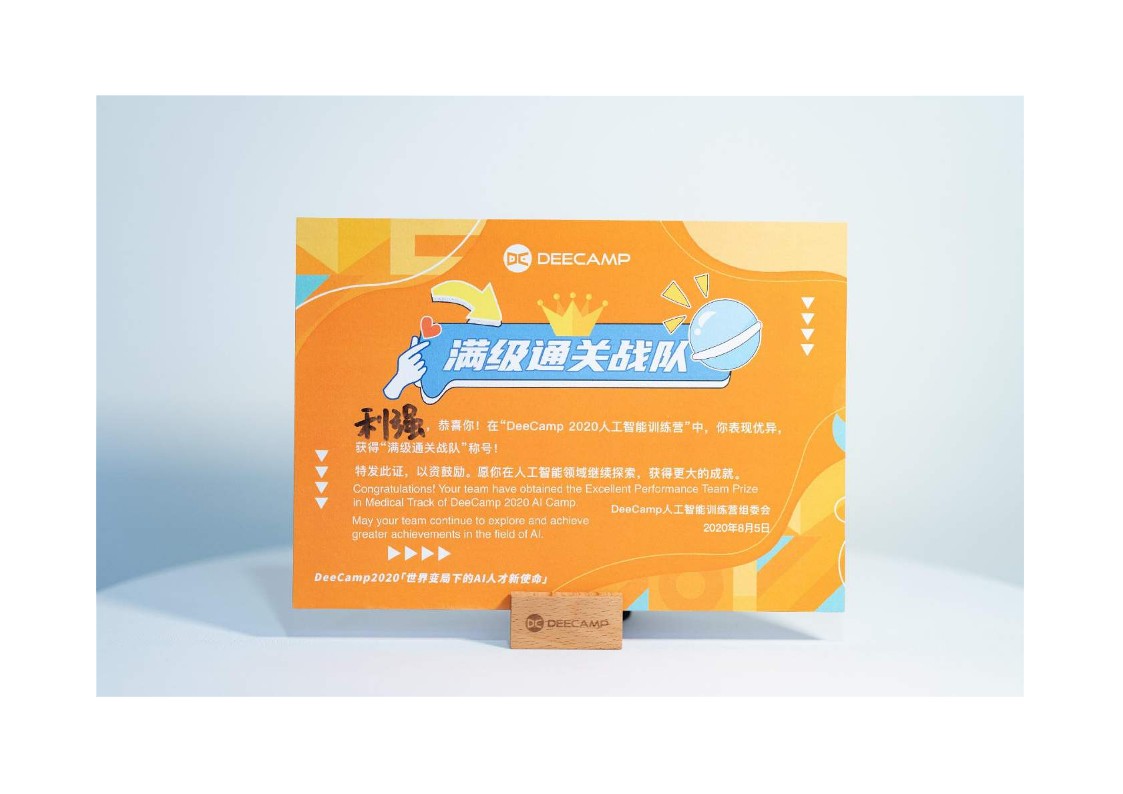 DEECAMP
满级通关战队
利强，恭喜你！在“DeeCamp 2020人工智能训练营”中，你表现优异，
获得“满级通关战队”称号！
特发此证，以资鼓励。愿你在人工智能领域继续探索，获得更大的成就。
Congratulations! Your team have obtained the Excellent Performance Team Prize
in Medical Track of DeeCamp 2020 AI Camp.
May your team continue to explore and achieve
greater achievements in the field of AI.
DeeCamp人工智能训练营组委会
2020年8月5日
DeeCamp2020「世界变局下的AI人才新使命」
DEECAMP